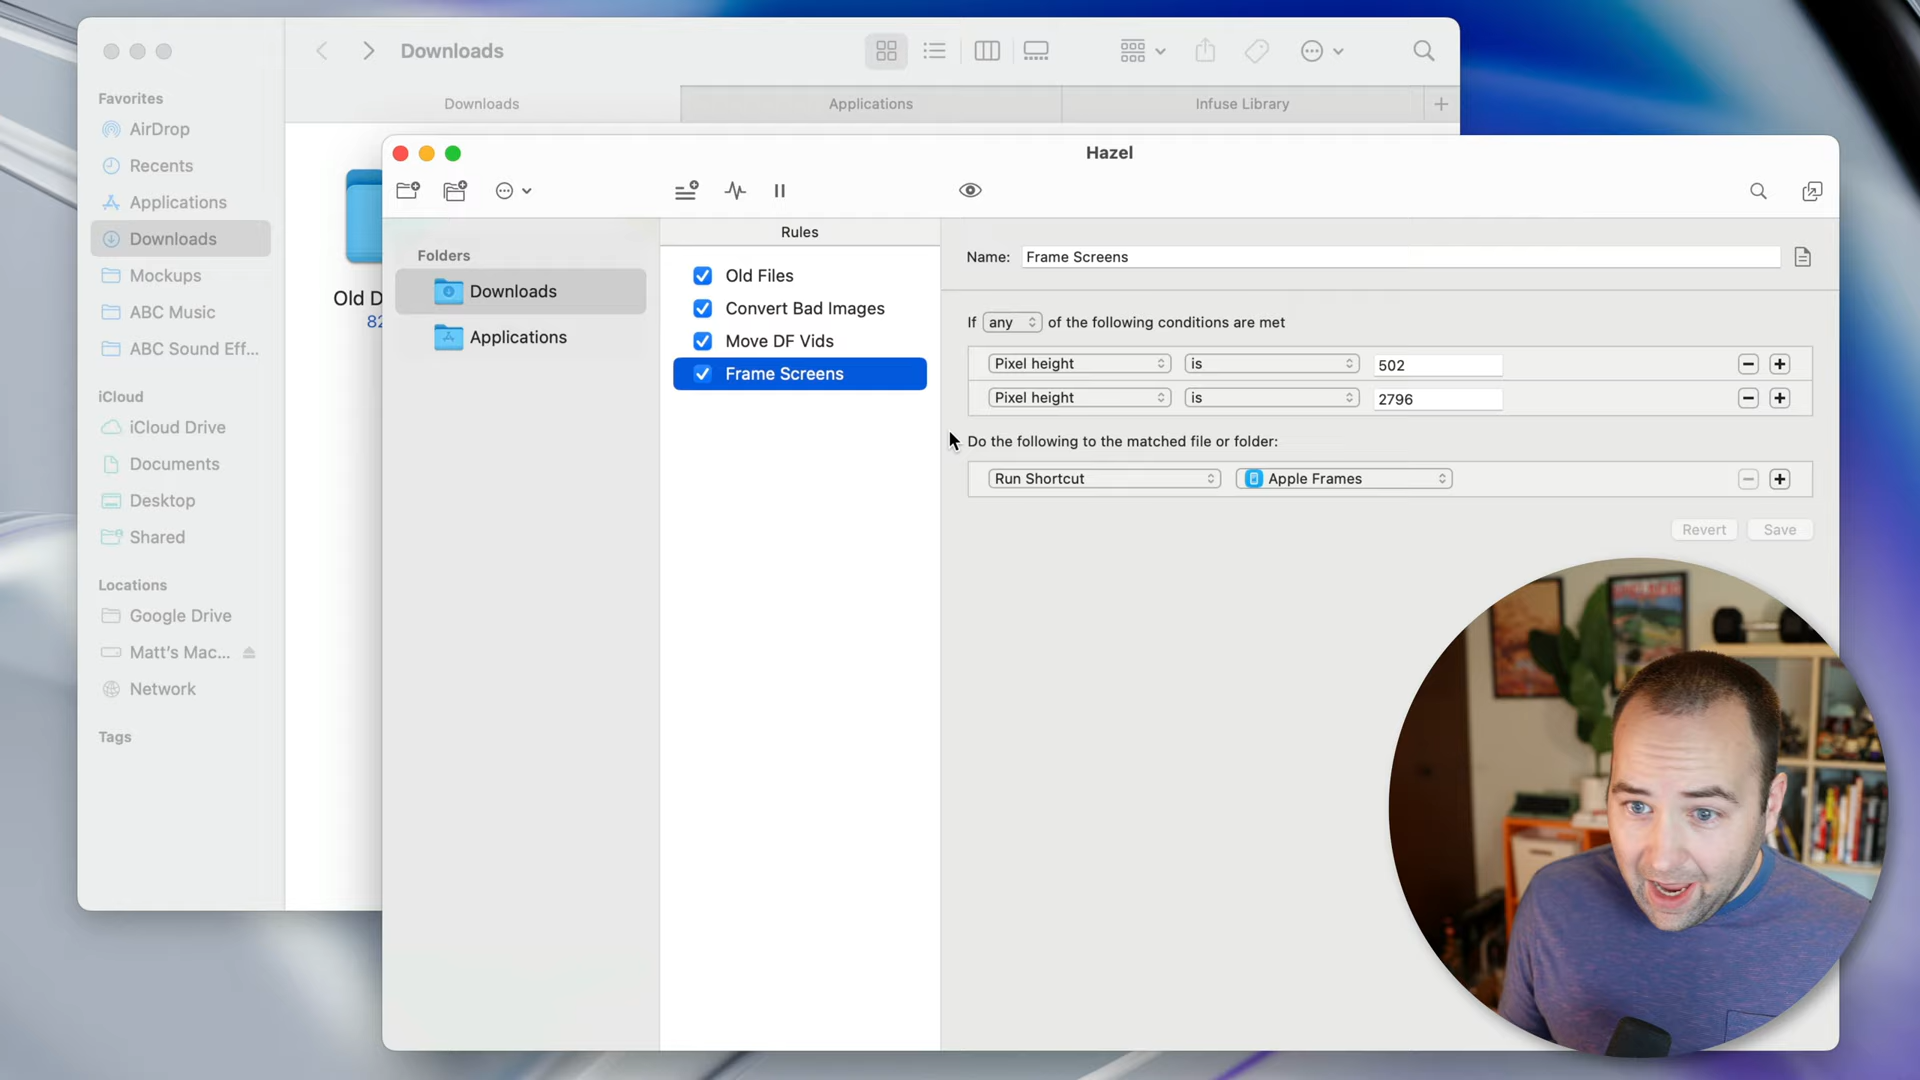 Downloads
Favorites
AirDrop
Recents
Applications
Downloads
Mockups
ABC Music
ABC Sound Eff...
iCloud
iCloud Drive
Documents
Desktop
Shared
Locations
Google Drive
Matt's Mac...
Network
Tags
Downloads
Applications
Infuse Library
Old D
82
Hazel
Folders
Downloads
Applications
Rules
Old Files
Convert Bad Images
Move DF Vids
Frame Screens
Name: Frame Screens
If any of the following conditions are met
Pixel height is 502
Pixel height is 2796
Do the following to the matched file or folder:
Run Shortcut Apple Frames
Revert Save